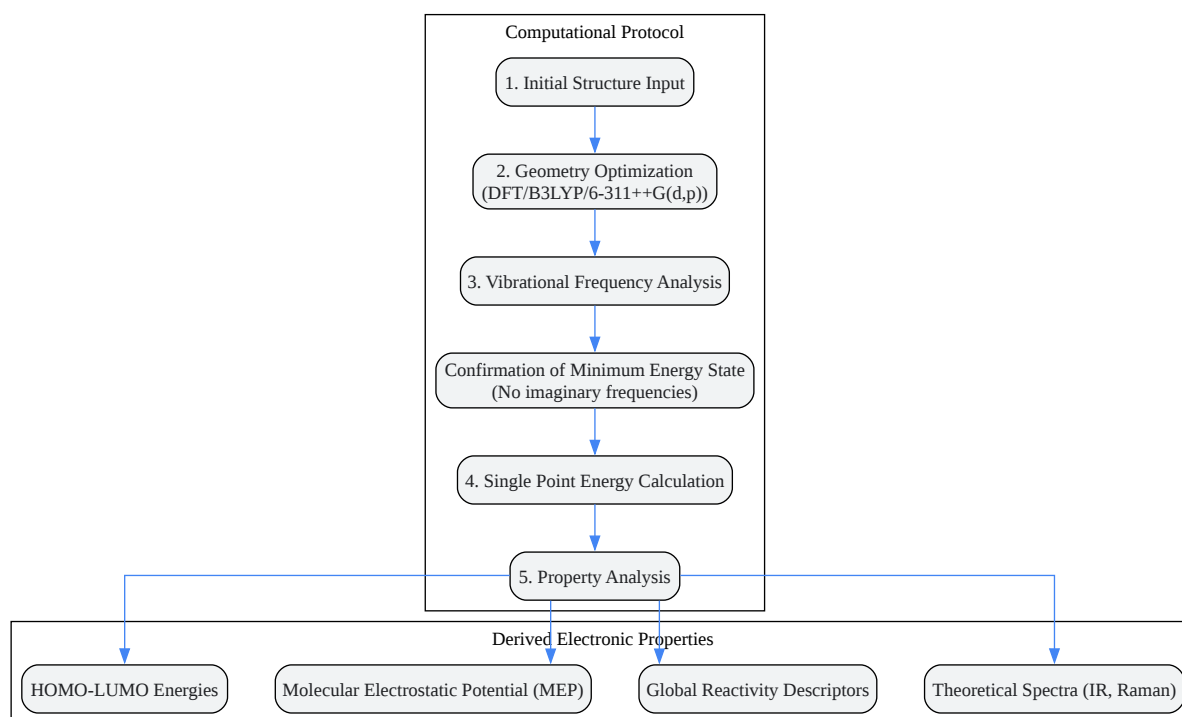 Computational Protocol
1. Initial Structure Input
2. Geometry Optimization
(DFT/B3LYP/6-311++G(d,p))
3. Vibrational Frequency Analysis
Confirmation of Minimum Energy State
(No imaginary frequencies)
4. Single Point Energy Calculation
5. Property Analysis
Derived Electronic Properties
HOMO-LUMO Energies
Molecular Electrostatic Potential (MEP)
Global Reactivity Descriptors
Theoretical Spectra (IR, Raman)